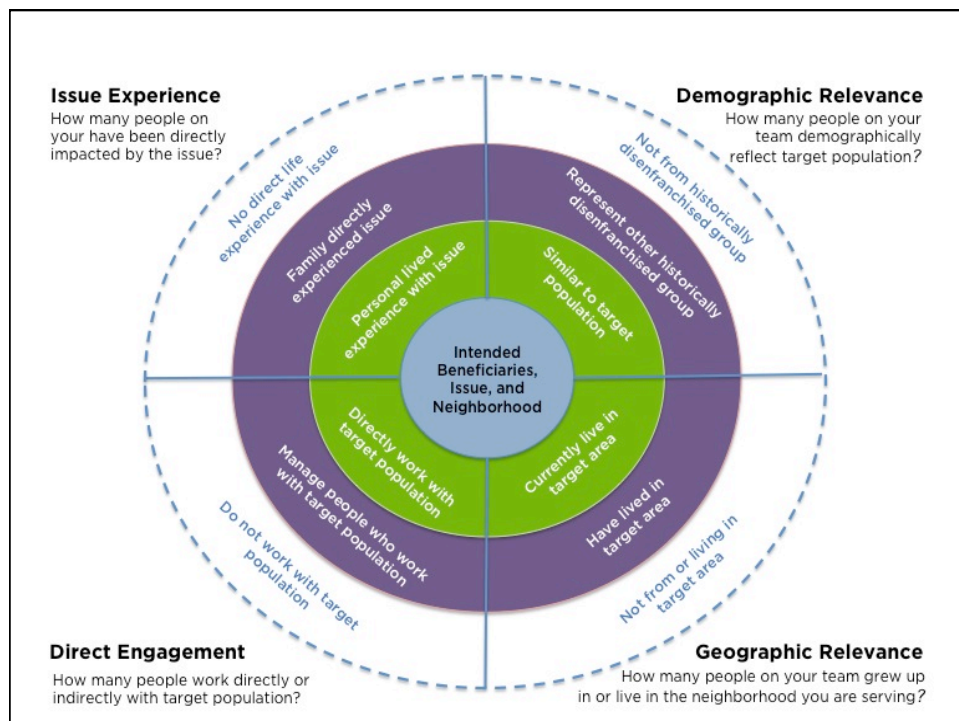 Issue Experience
How many people on
your have been directly
impacted by the issue?
Demographic Relevance
How many people on your
team demographically
reflect target population?
No direct life
experience with issue
Family directly
experienced issue
Personal lived
experience with issue
Not from historically
disenfranchised group
Represent other historically
disenfranchised group
Similar to target
population
Intended
Beneficiaries,
Issue, and
Neighborhood
Directly work with
target population
Manage people who work
with target population
Do not work with target
population
Currently live in
target area
Have lived in
target area
Not from or living in
target area
Direct Engagement
How many people work directly or
indirectly with target population?
Geographic Relevance
How many people on your team grew up
in or live in the neighborhood you are serving?